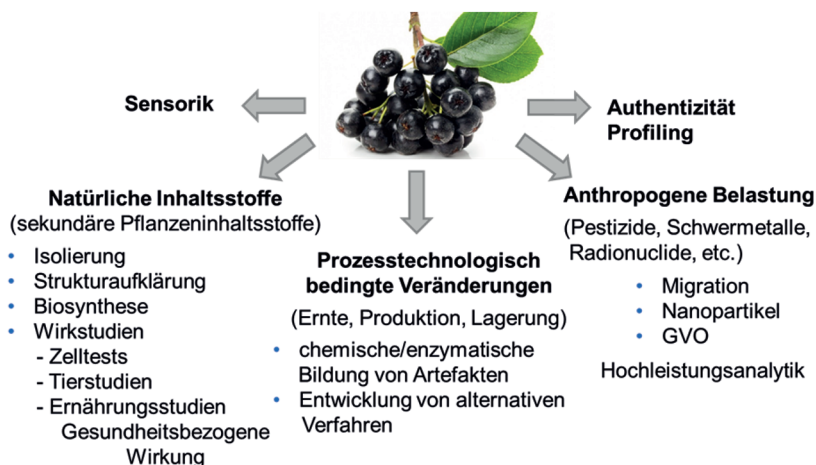 Sensorik
Authentizität
Profiling
Natürliche Inhaltsstoffe
(sekundäre Pflanzeninhaltsstoffe)
• Isolierung
• Strukturaufklärung
• Biosynthese
• Wirkstudien
- Zelltests
- Tierstudien
- Ernährungsstudien
Gesundheitsbezogene
Wirkung
Prozesstechnologisch
bedingte Veränderungen
(Ernte, Produktion, Lagerung)
• chemische/enzymatische
Bildung von Artefakten
• Entwicklung von alternativen
Verfahren
Anthropogene Belastung
(Pestizide, Schwermetalle,
Radionuclide, etc.)
• Migration
• Nanopartikel
• GVO
Hochleistungsanalytik